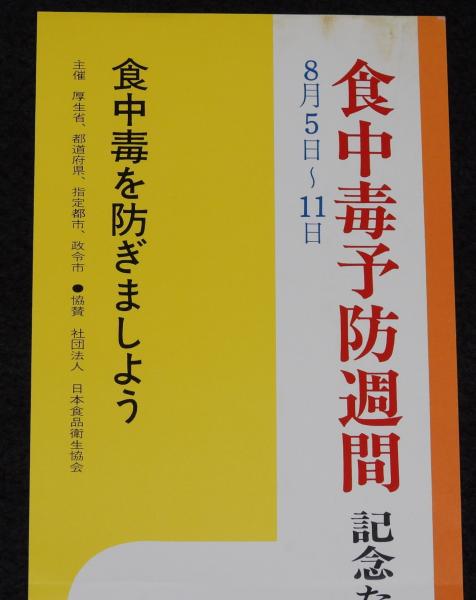 食中毒予防週間 記念た
8月5日〜11日
食中毒を防ぎましよう
主催 厚生省、都道府県、指定都市、政令市 ● 協賛 社団法人 日本食品衛生協会